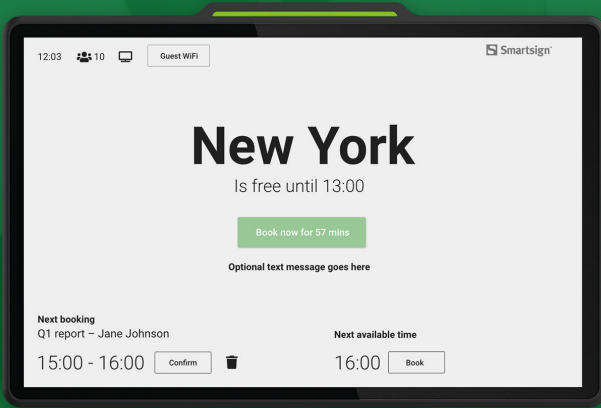 12:03 10 Guest WiFi
Smartsign
New York
Is free until 13:00
Book now for 57 mins
Optional text message goes here
Next booking
Q1 report – Jane Johnson
15:00 - 16:00 Confirm
Next available time
16:00 Book